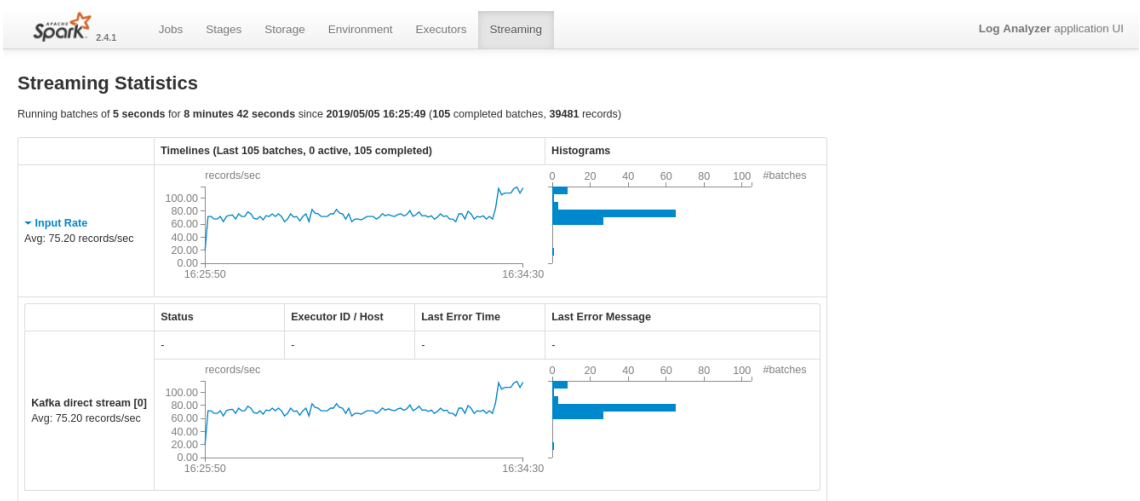 APACHE
Spark 2.4.1 Jobs Stages Storage Environment Executors Streaming Log Analyzer application UI
Streaming Statistics
Running batches of 5 seconds for 8 minutes 42 seconds since 2019/05/05 16:25:49 (105 completed batches, 39481 records)
Timelines (Last 105 batches, 0 active, 105 completed) Histograms
records/sec 0 20 40 60 80 100 #batches
100.00
80.00
Input Rate 60.00
Avg: 75.20 records/sec 40.00
20.00
0.00
16:25:50 16:34:30
Status Executor ID / Host Last Error Time Last Error Message
- - - -
records/sec 0 20 40 60 80 100 #batches
100.00
Kafka direct stream [0] 80.00
Avg: 75.20 records/sec 60.00
40.00
20.00
0.00
16:25:50 16:34:30